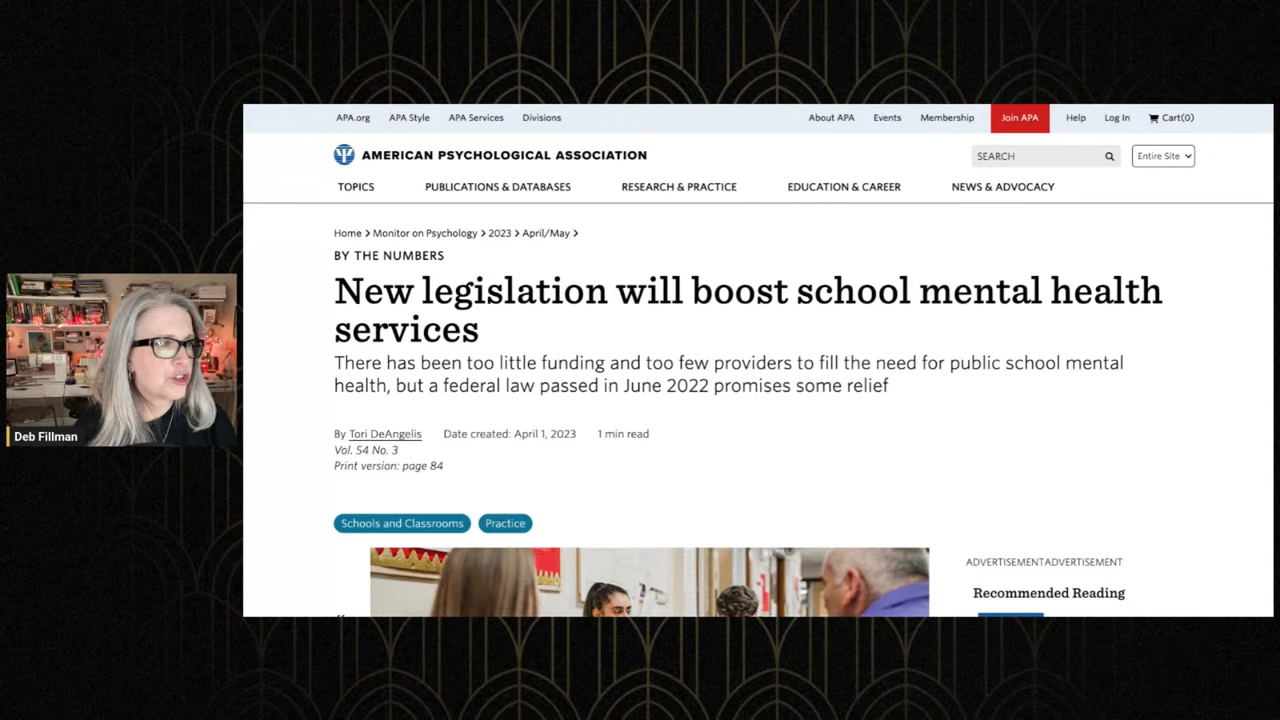 APA.org APA Style APA Services Divisions About APA Events Membership Join APA Help Log In Cart(0)
AMERICAN PSYCHOLOGICAL ASSOCIATION
SEARCH Entire Site
TOPICS PUBLICATIONS & DATABASES RESEARCH & PRACTICE EDUCATION & CAREER NEWS & ADVOCACY
Home > Monitor on Psychology > 2023 > April/May >
BY THE NUMBERS
New legislation will boost school mental health
services
There has been too little funding and too few providers to fill the need for public school mental
health, but a federal law passed in June 2022 promises some relief
By Tori DeAngelis Date created: April 1, 2023 1 min read
Vol. 54 No. 3
Print version: page 84
Schools and Classrooms Practice
ADVERTISEMENTADVERTISEMENT
Recommended Reading
Deb Fillman